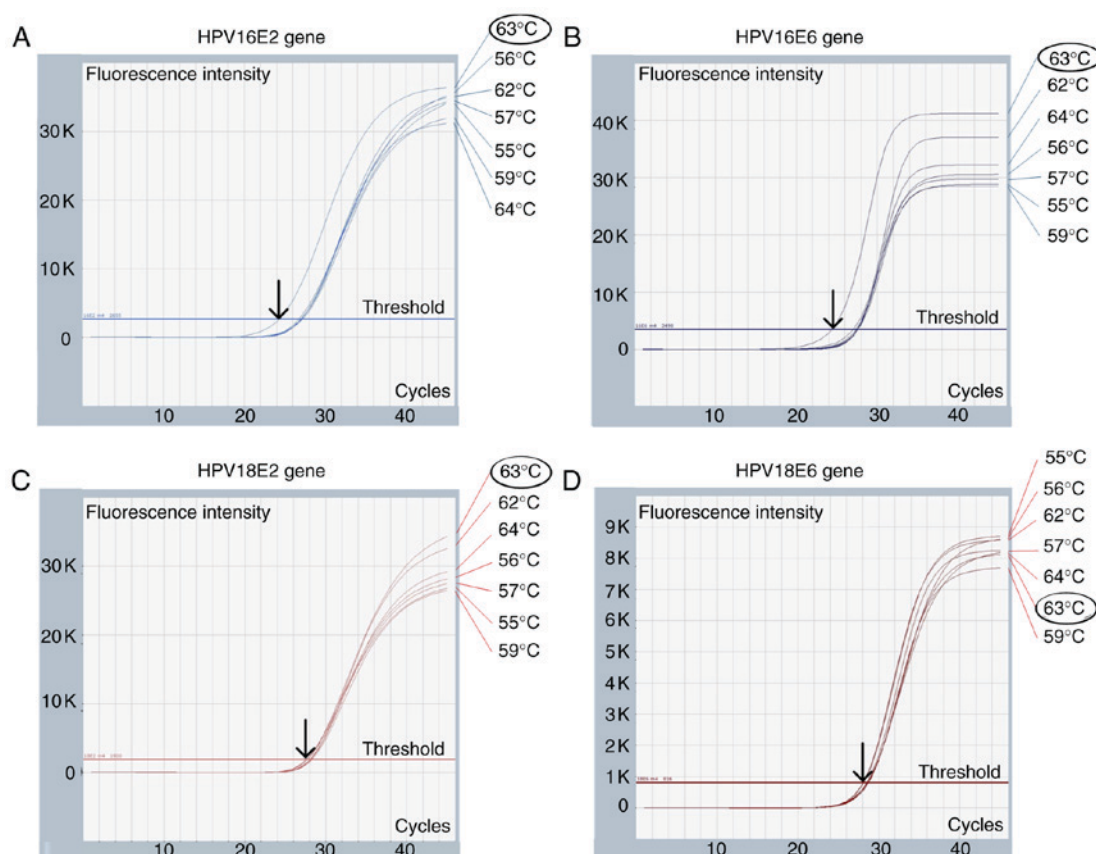 A
HPV16E2 gene
Fluorescence intensity
30K
20K
10K
0
Threshold
Cycles
10 20 30 40
63°C
56°C
62°C
57°C
55°C
59°C
64°C
B
HPV16E6 gene
Fluorescence intensity
40K
30K
20K
10K
0
Threshold
Cycles
10 20 30 40
63°C
62°C
64°C
56°C
57°C
55°C
59°C
C
HPV18E2 gene
Fluorescence intensity
30K
20K
10K
0
Threshold
Cycles
10 20 30 40
63°C
62°C
64°C
56°C
57°C
55°C
59°C
D
HPV18E6 gene
Fluorescence intensity
9K
8K
7K
6K
5K
4K
3K
2K
1K
0
Threshold
Cycles
10 20 30 40
55°C
56°C
62°C
57°C
64°C
63°C
59°C